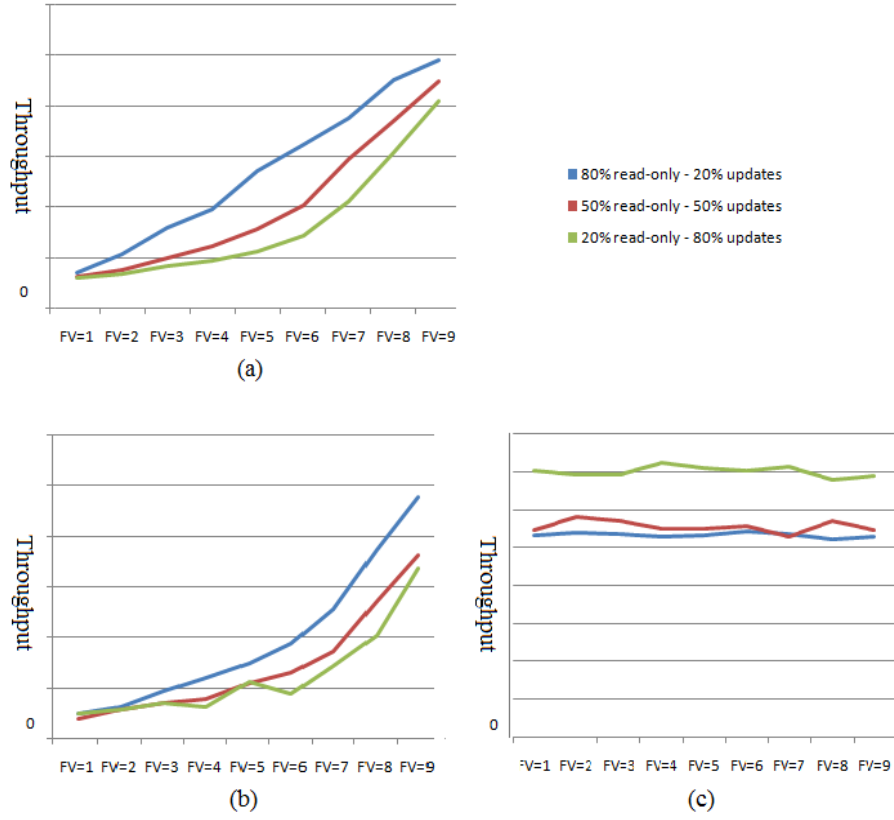 Throughput
0
FV=1 FV=2 FV=3 FV=4 FV=5 FV=6 FV=7 FV=8 FV=9
(a)
80% read-only - 20% updates
50% read-only - 50% updates
20% read-only - 80% updates
Throughput
0
FV=1 FV=2 FV=3 FV=4 FV=5 FV=6 FV=7 FV=8 FV=9
(b)
Throughput
0
FV=1 FV=2 FV=3 FV=4 FV=5 FV=6 FV=7 FV=8 FV=9
(c)